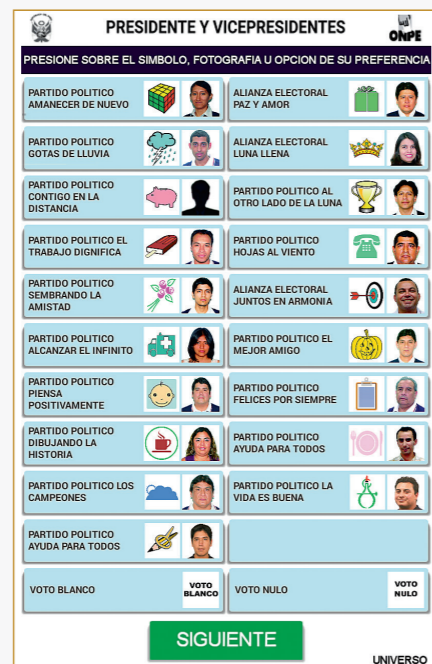 PRESIDENTE Y VICEPRESIDENTES
ONPE
PRESIONE SOBRE EL SIMBOLO, FOTOGRAFIA U OPCION DE SU PREFERENCIA
PARTIDO POLITICO
AMANECER DE NUEVO
ALIANZA ELECTORAL
PAZ Y AMOR
PARTIDO POLITICO
GOTAS DE LLUVIA
ALIANZA ELECTORAL
LUNA LLENA
PARTIDO POLITICO
CONTIGO EN LA
DISTANCIA
PARTIDO POLITICO AL
OTRO LADO DE LA LUNA
PARTIDO POLITICO EL
TRABAJO DIGNIFICA
PARTIDO POLITICO
HOJAS AL VIENTO
PARTIDO POLITICO
SEMBRANDO LA
AMISTAD
ALIANZA ELECTORAL
JUNTOS EN ARMONIA
PARTIDO POLITICO
ALCANZAR EL INFINITO
PARTIDO POLITICO EL
MEJOR AMIGO
PARTIDO POLITICO
PIENSA
POSITIVAMENTE
PARTIDO POLITICO
FELICES POR SIEMPRE
PARTIDO POLITICO
DIBUJANDO LA
HISTORIA
PARTIDO POLITICO
AYUDA PARA TODOS
PARTIDO POLITICO LOS
CAMPEONES
PARTIDO POLITICO LA
VIDA ES BUENA
PARTIDO POLITICO
AYUDA PARA TODOS
VOTO BLANCO
VOTO
BLANCO
VOTO NULO
VOTO
NULO
SIGUIENTE
UNIVERSO